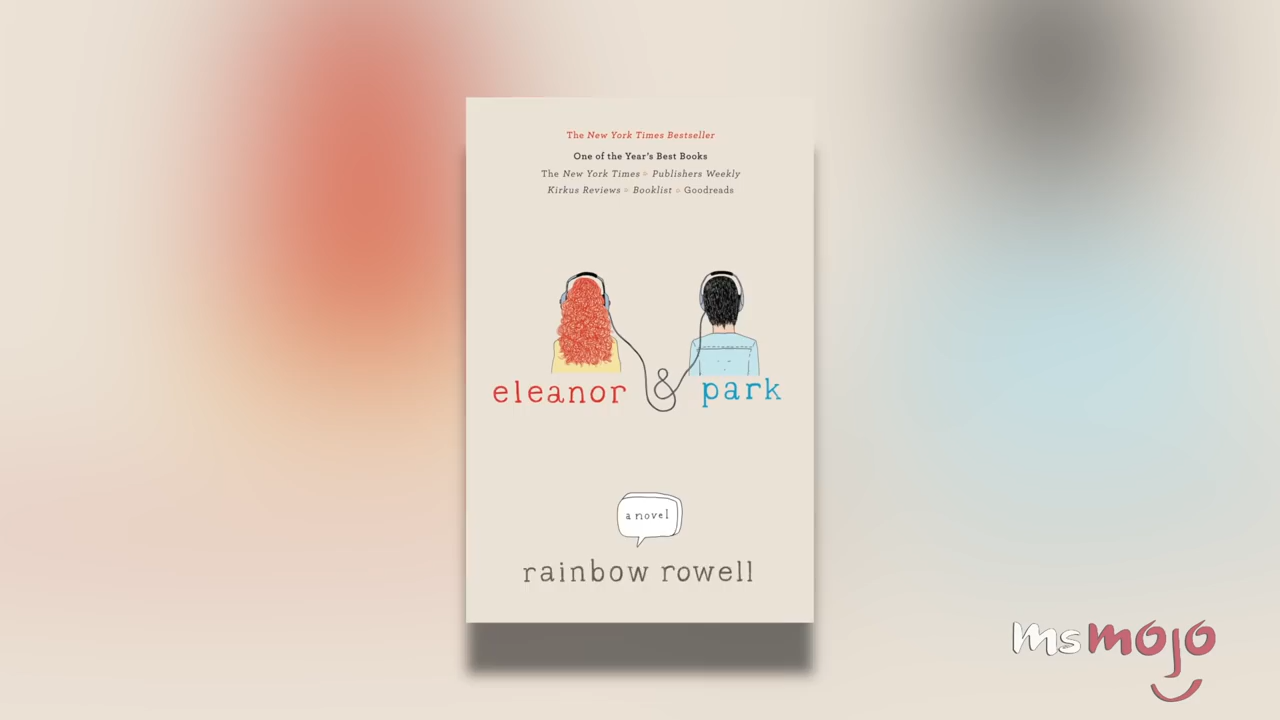 The New York Times Bestseller
One of the Year's Best Books
The New York Times » Publishers Weekly
Kirkus Reviews » Booklist » Goodreads
eleanor & park
a novel
rainbow rowell
msmojo